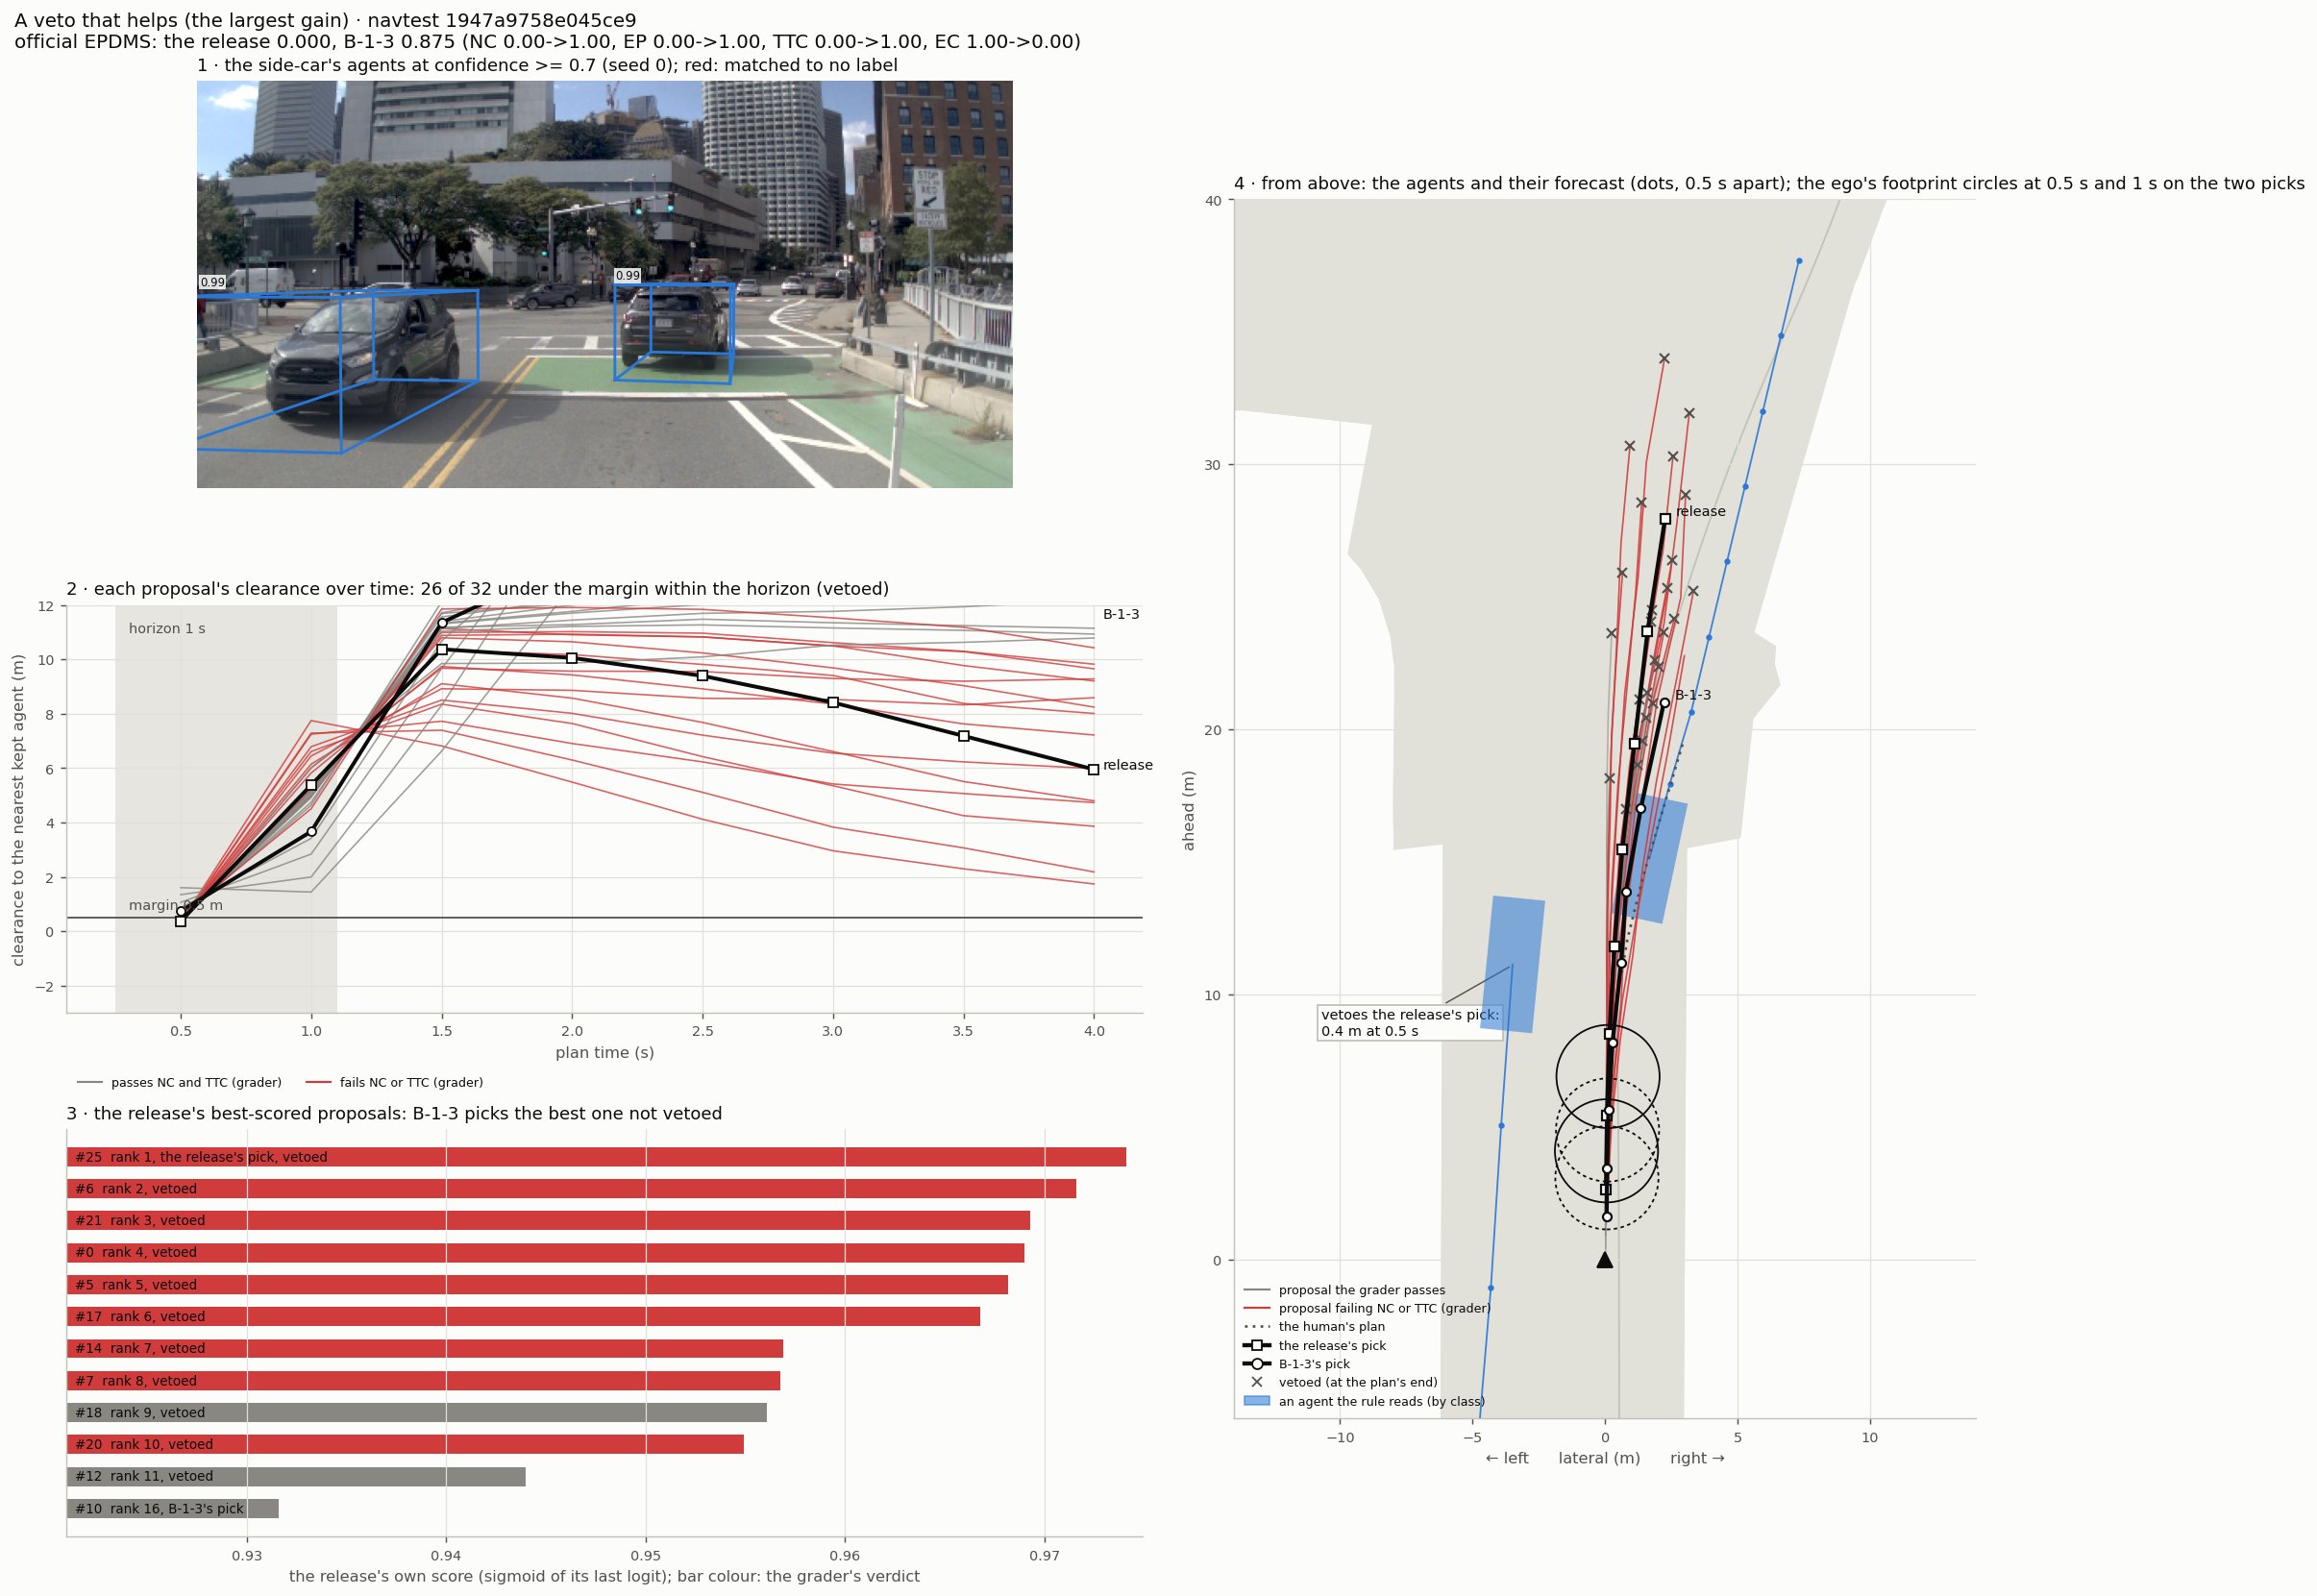 A veto that helps (the largest gain) · navtest 1947a9758e045ce9
official EPDMS: the release 0.000, B-1-3 0.875 (NC 0.00->1.00, EP 0.00->1.00, TTC 0.00->1.00, EC 1.00->0.00)
1 · the side-car's agents at confidence >= 0.7 (seed 0); red: matched to no label
0.99
0.99
STOP
RED
2 · each proposal's clearance over time: 26 of 32 under the margin within the horizon (vetoed)
clearance to the nearest kept agent (m)
12
10
8
6
4
2
0
−2
horizon 1 s
margin 0.5 m
B-1-3
release
0.5
1.0
1.5
2.0
2.5
3.0
3.5
4.0
plan time (s)
passes NC and TTC (grader)
fails NC or TTC (grader)
3 · the release's best-scored proposals: B-1-3 picks the best one not vetoed
#25 rank 1, the release's pick, vetoed
#6 rank 2, vetoed
#21 rank 3, vetoed
#0 rank 4, vetoed
#5 rank 5, vetoed
#17 rank 6, vetoed
#14 rank 7, vetoed
#7 rank 8, vetoed
#18 rank 9, vetoed
#20 rank 10, vetoed
#12 rank 11, vetoed
#10 rank 16, B-1-3's pick
0.93
0.94
0.95
0.96
0.97
the release's own score (sigmoid of its last logit); bar colour: the grader's verdict
4 · from above: the agents and their forecast (dots, 0.5 s apart); the ego's footprint circles at 0.5 s and 1 s on the two picks
ahead (m)
40
30
20
10
0
release
B-1-3
vetoes the release's pick:
0.4 m at 0.5 s
proposal the grader passes
proposal failing NC or TTC (grader)
the human's plan
the release's pick
B-1-3's pick
vetoed (at the plan's end)
an agent the rule reads (by class)
−10
−5
0
5
10
← left
lateral (m)
right →